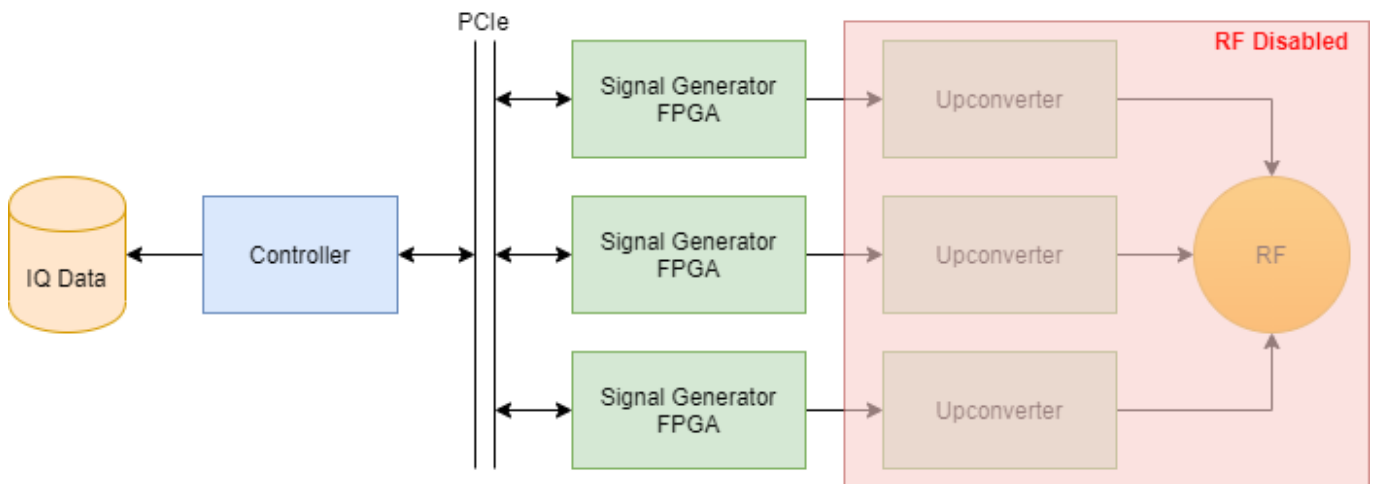 PCIe
RF Disabled
Signal Generator
FPGA
Upconverter
IQ Data
Controller
Signal Generator
FPGA
Upconverter
RF
Signal Generator
FPGA
Upconverter